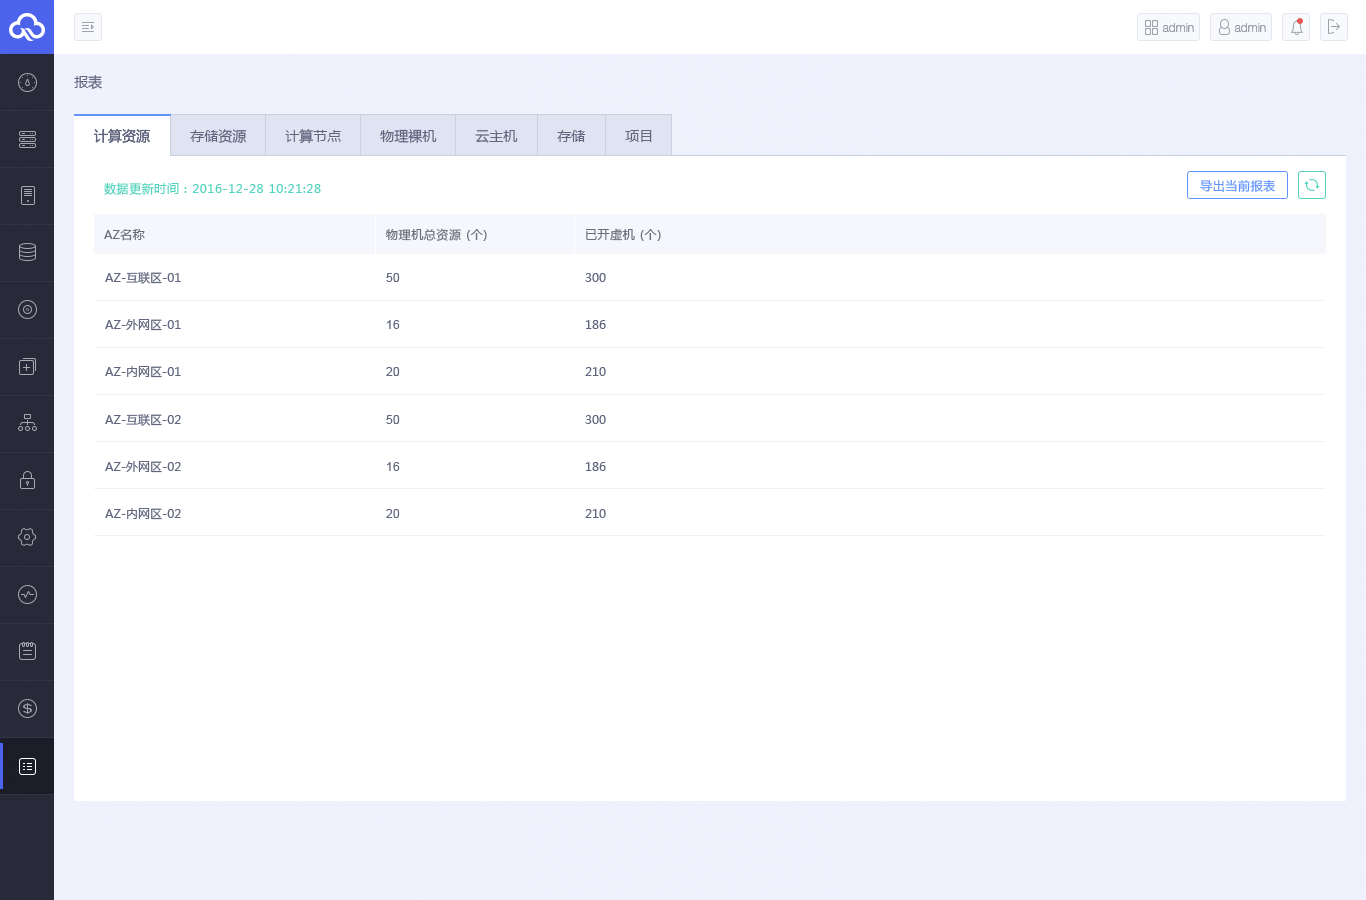 admin admin
报表
计算资源 存储资源 计算节点 物理裸机 云主机 存储 项目
数据更新时间 : 2016-12-28 10:21:28 导出当前报表
AZ名称 物理机总资源 (个) 已开虚机 (个)
AZ-互联区-01 50 300
AZ-外网区-01 16 186
AZ-内网区-01 20 210
AZ-互联区-02 50 300
AZ-外网区-02 16 186
AZ-内网区-02 20 210